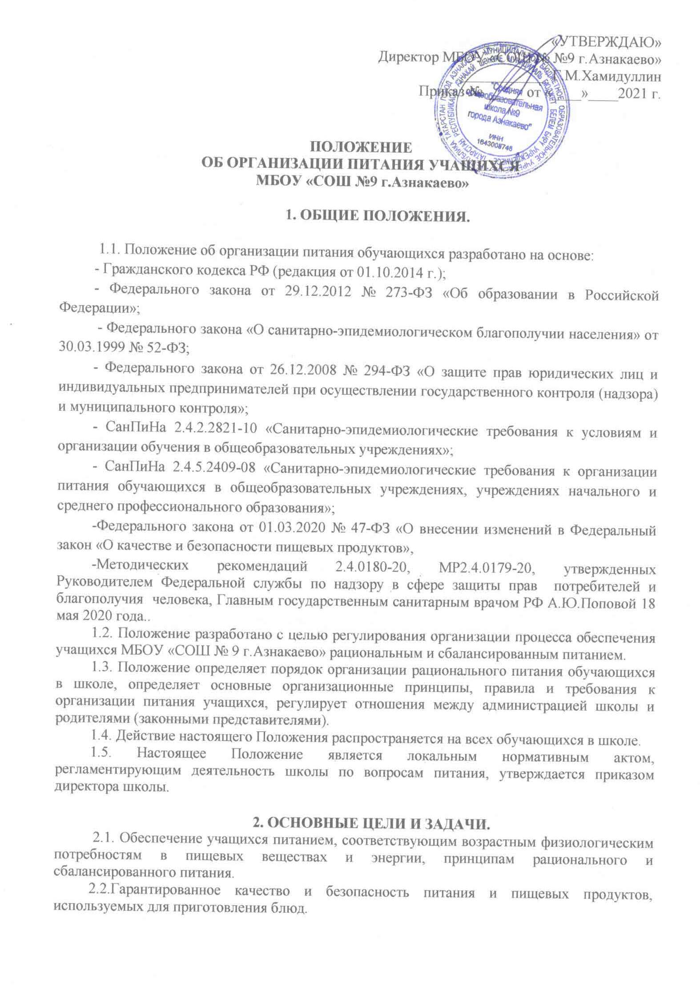 «УТВЕРЖДАЮ»
Директор МБОУ «СОШ № №9 г.Азнакаево»
____________Г.М.Хамидуллин
Приказ №______ от «____»____2021 г.
"Средняя
общеобразовательная
школа №9
города Азнакаево"
ИНН
1643008746
ПОЛОЖЕНИЕ
ОБ ОРГАНИЗАЦИИ ПИТАНИЯ УЧАЩИХСЯ
МБОУ «СОШ №9 г.Азнакаево»
1. ОБЩИЕ ПОЛОЖЕНИЯ.
1.1. Положение об организации питания обучающихся разработано на основе:
- Гражданского кодекса РФ (редакция от 01.10.2014 г.);
- Федерального закона от 29.12.2012 № 273-ФЗ «Об образовании в Российской
Федерации»;
- Федерального закона «О санитарно-эпидемиологическом благополучии населения» от
30.03.1999 № 52-ФЗ;
- Федерального закона от 26.12.2008 № 294-ФЗ «О защите прав юридических лиц и
индивидуальных предпринимателей при осуществлении государственного контроля (надзора)
и муниципального контроля»;
- СанПиНа 2.4.2.2821-10 «Санитарно-эпидемиологические требования к условиям и
организации обучения в общеобразовательных учреждениях»;
- СанПиНа 2.4.5.2409-08 «Санитарно-эпидемиологические требования к организации
питания обучающихся в общеобразовательных учреждениях, учреждениях начального и
среднего профессионального образования»;
-Федерального закона от 01.03.2020 № 47-ФЗ «О внесении изменений в Федеральный
закон «О качестве и безопасности пищевых продуктов»,
-Методических рекомендаций 2.4.0180-20, МР2.4.0179-20, утвержденных
Руководителем Федеральной службы по надзору в сфере защиты прав потребителей и
благополучия человека, Главным государственным санитарным врачом РФ А.Ю.Поповой 18
мая 2020 года..
1.2. Положение разработано с целью регулирования организации процесса обеспечения
учащихся МБОУ «СОШ № 9 г.Азнакаево» рациональным и сбалансированным питанием.
1.3. Положение определяет порядок организации рационального питания обучающихся
в школе, определяет основные организационные принципы, правила и требования к
организации питания учащихся, регулирует отношения между администрацией школы и
родителями (законными представителями).
1.4. Действие настоящего Положения распространяется на всех обучающихся в школе.
1.5. Настоящее Положение является локальным нормативным актом,
регламентирующим деятельность школы по вопросам питания, утверждается приказом
директора школы.
2. ОСНОВНЫЕ ЦЕЛИ И ЗАДАЧИ.
2.1. Обеспечение учащихся питанием, соответствующим возрастным физиологическим
потребностям в пищевых веществах и энергии, принципам рационального и
сбалансированного питания.
2.2.Гарантированное качество и безопасность питания и пищевых продуктов,
используемых для приготовления блюд.